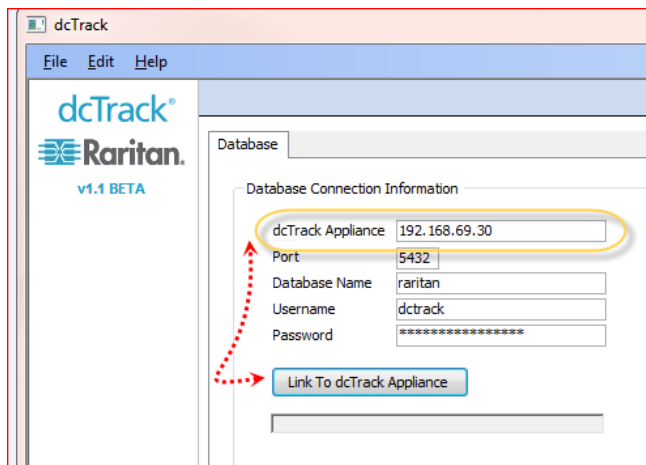 dcTrack
File Edit Help
dcTrack®
Raritan.
v1.1 BETA
Database
Database Connection Information
dcTrack Appliance 192.168.69.30
Port 5432
Database Name raritan
Username dctrack
Password ****************
Link To dcTrack Appliance